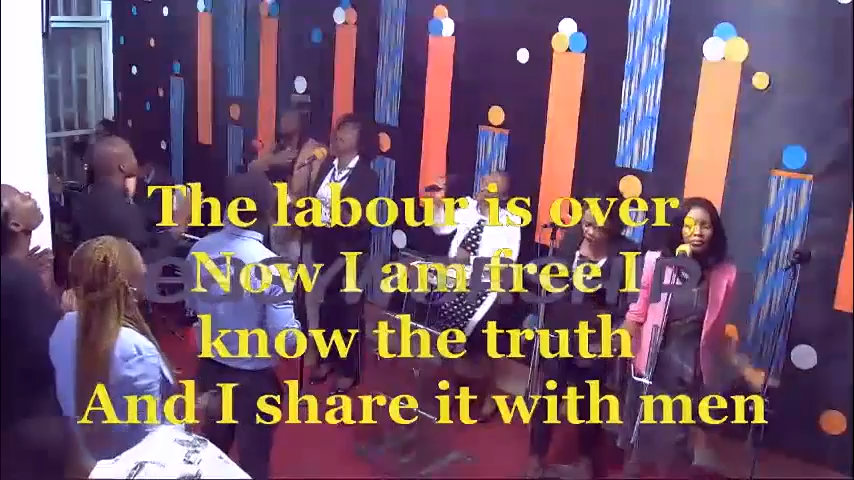 The labour is over
Now I am free I
know the truth
And I share it with men